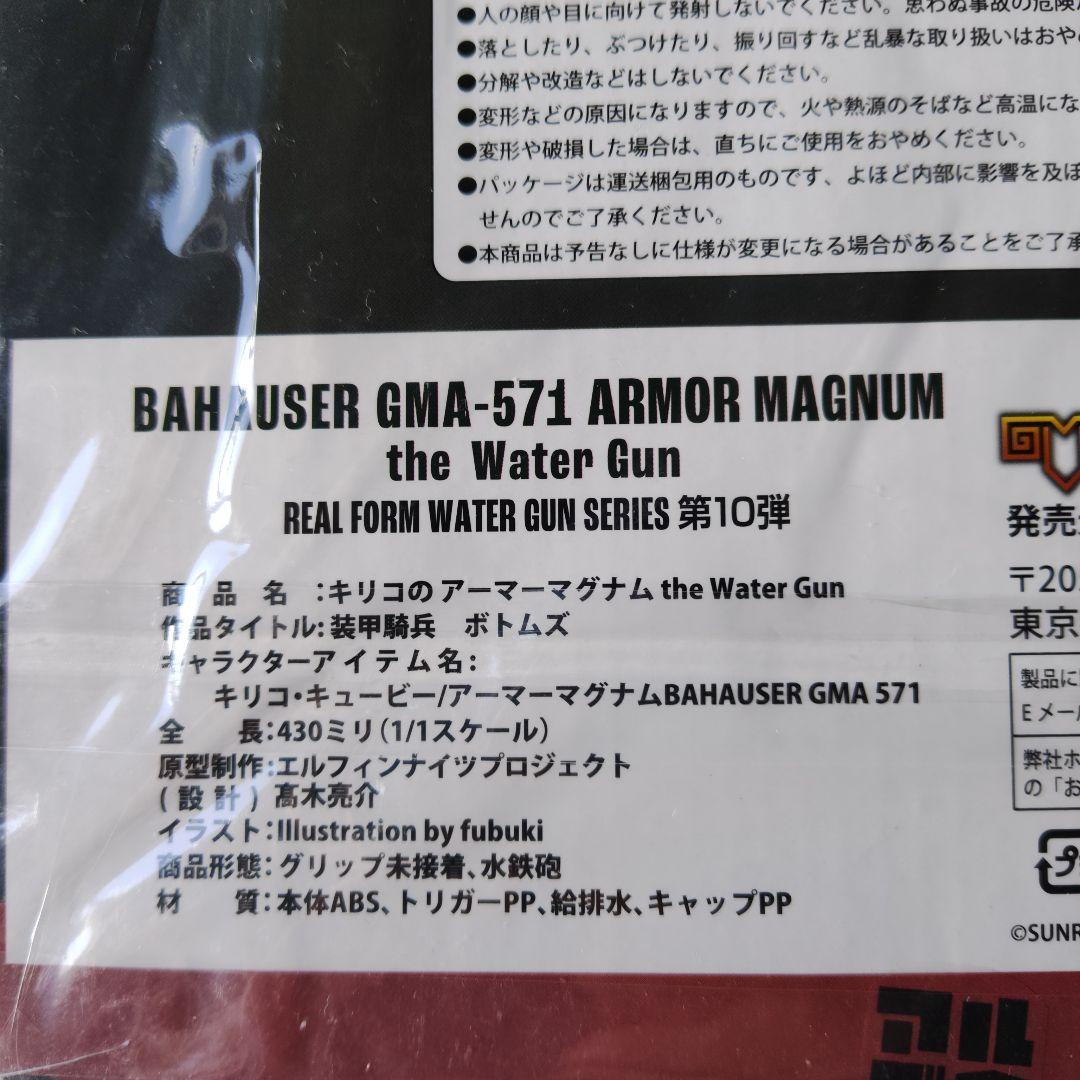 ●人の顔や目に向けて発射しないでください。思わぬ事故の危険が
●落としたり、ぶつけたり、振り回すなど乱暴な取り扱いはおやめ
●分解や改造などはしないでください。
●変形などの原因になりますので、火や熱源のそばなど高温にな
●変形や破損した場合は、直ちにご使用をおやめください。
●パッケージは運送梱包用のものです、よほど内部に影響を及ぼ
せんのでご了承ください。
●本商品は予告なしに仕様が変更になる場合があることをご了承
BAHAUSER GMA-571 ARMOR MAGNUM
the Water Gun
REAL FORM WATER GUN SERIES 第10弾
商品名:キリコの アーマーマグナム the Water Gun
作品タイトル:装甲騎兵 ボトムズ
キャラクターアイテム名:
キリコ・キュービー/アーマーマグナムBAHAUSER GMA 571
全長:430ミリ(1/1スケール)
原型制作:エルフィンナイツプロジェクト
(設計) 髙木亮介
イラスト:Illustration by fubuki
商品形態:グリップ未接着、水鉄砲
材質:本体ABS、トリガーPP、給排水、キャップPP
GM
発売
〒20
東京
製品に
Eメー
弊社ホ
の「お
プ
©SUNR
アル